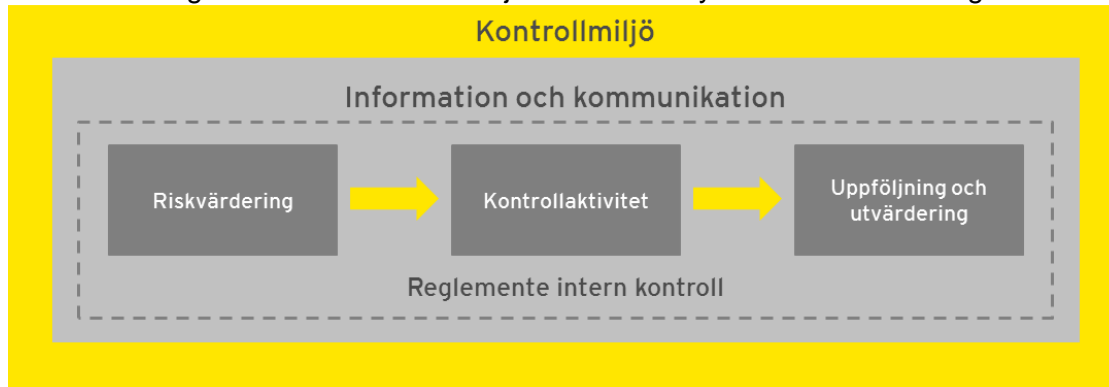 Kontrollmiljö
Information och kommunikation
Riskvärdering
Kontrollaktivitet
Uppföljning och
utvärdering
Reglemente intern kontroll